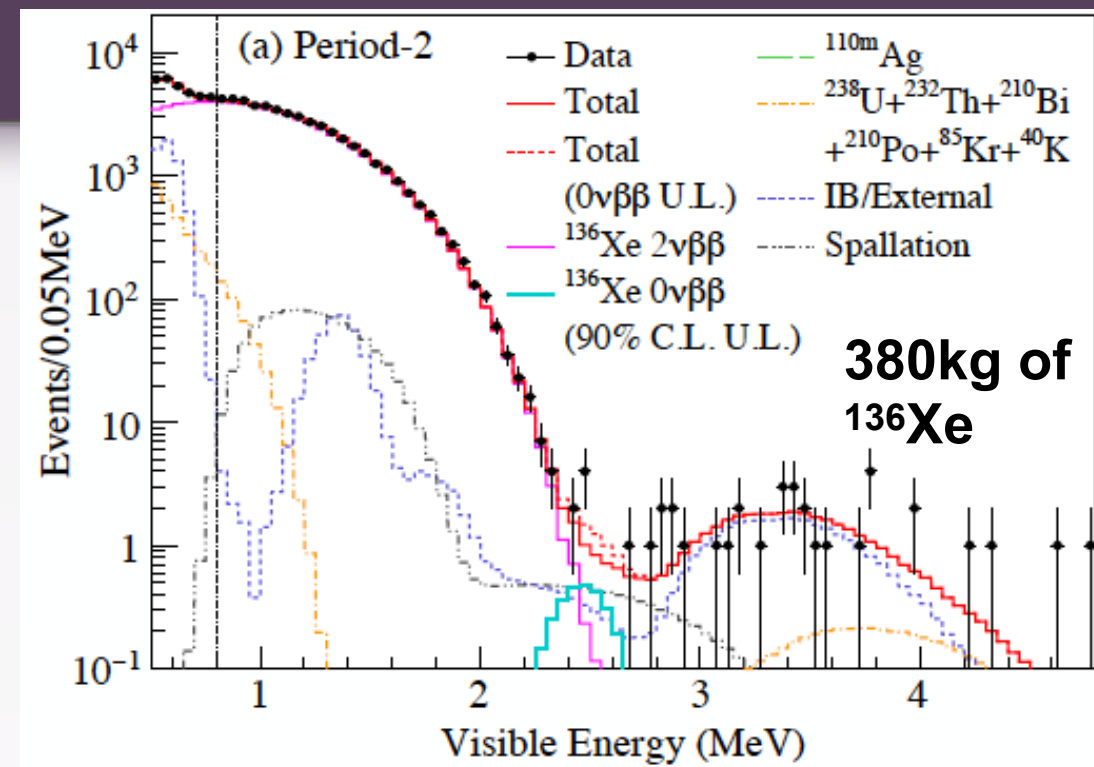 (a) Period-2
Data
Total
Total
(0νββ U.L.)
¹³⁶Xe 2νββ
¹³⁶Xe 0νββ
(90% C.L. U.L.)
¹¹⁰ᵐAg
²³⁸U+²³²Th+²¹⁰Bi
+²¹⁰Po+⁸⁵Kr+⁴⁰K
IB/External
Spallation
380kg of
¹³⁶Xe
Events/0.05MeV
10⁴
10³
10²
10
1
10⁻¹
1 2 3 4
Visible Energy (MeV)